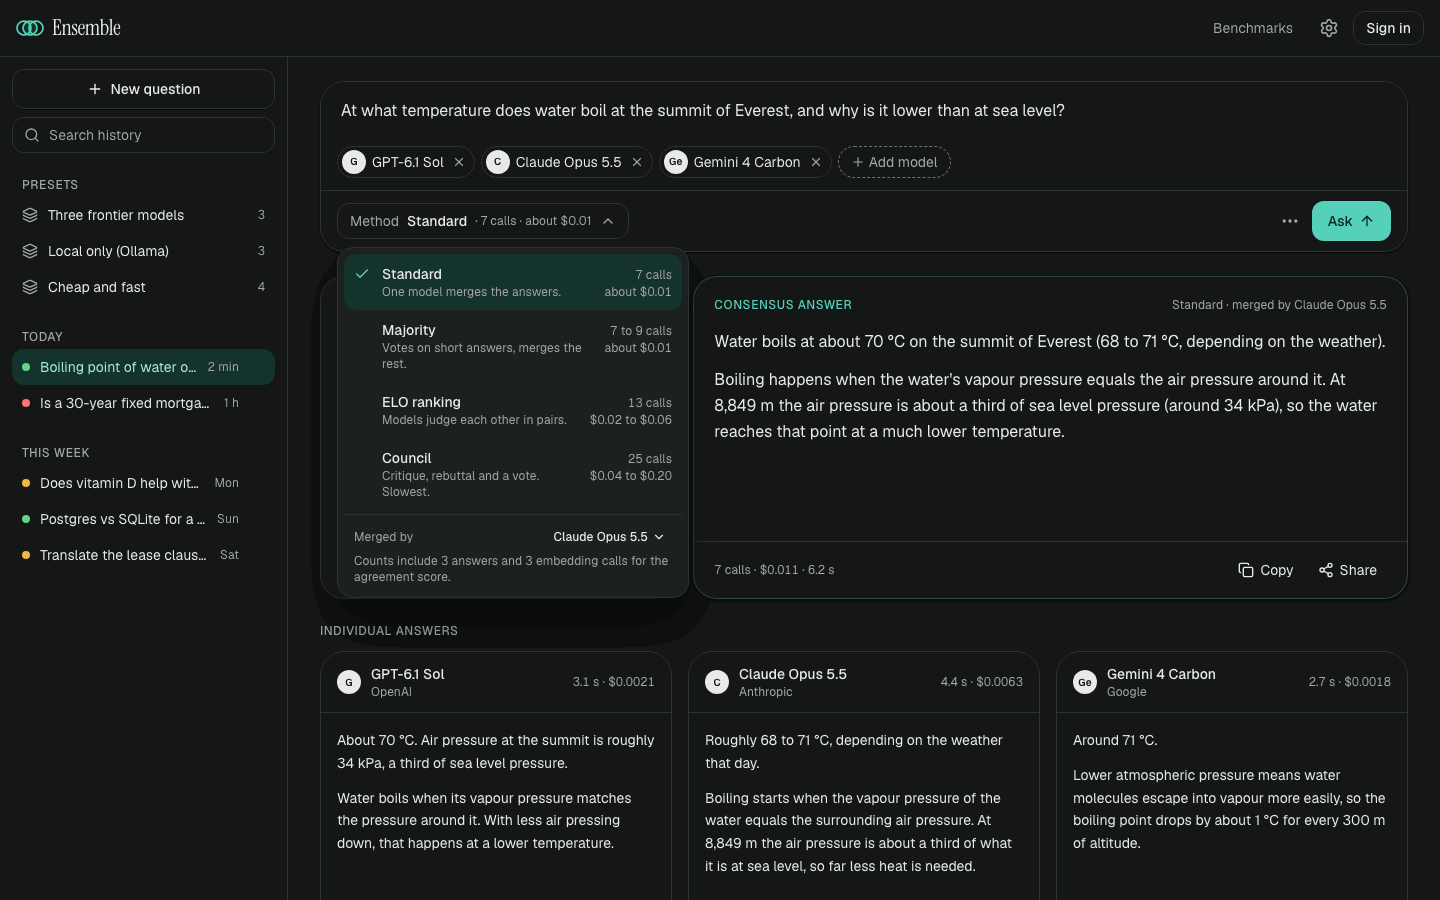 Ensemble
Benchmarks
Sign in
New question
Search history
PRESETS
Three frontier models 3
Local only (Ollama) 3
Cheap and fast 4
TODAY
Boiling point of water o... 2 min
Is a 30-year fixed mortga... 1 h
THIS WEEK
Does vitamin D help wit... Mon
Postgres vs SQLite for a ... Sun
Translate the lease claus... Sat
At what temperature does water boil at the summit of Everest, and why is it lower than at sea level?
G GPT-6.1 Sol
C Claude Opus 5.5
Ge Gemini 4 Carbon
Add model
Method Standard · 7 calls · about $0.01
Ask
Standard 7 calls
One model merges the answers. about $0.01
Majority 7 to 9 calls
Votes on short answers, merges the about $0.01
rest.
ELO ranking 13 calls
Models judge each other in pairs. $0.02 to $0.06
Council 25 calls
Critique, rebuttal and a vote. $0.04 to $0.20
Slowest.
Merged by Claude Opus 5.5
Counts include 3 answers and 3 embedding calls for the
agreement score.
CONSENSUS ANSWER
Standard · merged by Claude Opus 5.5
Water boils at about 70 °C on the summit of Everest (68 to 71 °C, depending on the weather).
Boiling happens when the water's vapour pressure equals the air pressure around it. At
8,849 m the air pressure is about a third of sea level pressure (around 34 kPa), so the water
reaches that point at a much lower temperature.
7 calls · $0.011 · 6.2 s
Copy
Share
INDIVIDUAL ANSWERS
G GPT-6.1 Sol
OpenAI
3.1 s · $0.0021
About 70 °C. Air pressure at the summit is roughly
34 kPa, a third of sea level pressure.
Water boils when its vapour pressure matches
the pressure around it. With less air pressing
down, that happens at a lower temperature.
C Claude Opus 5.5
Anthropic
4.4 s · $0.0063
Roughly 68 to 71 °C, depending on the weather
that day.
Boiling starts when the vapour pressure of the
water equals the surrounding air pressure. At
8,849 m the air pressure is about a third of what
it is at sea level, so far less heat is needed.
Ge Gemini 4 Carbon
Google
2.7 s · $0.0018
Around 71 °C.
Lower atmospheric pressure means water
molecules escape into vapour more easily, so the
boiling point drops by about 1 °C for every 300 m
of altitude.